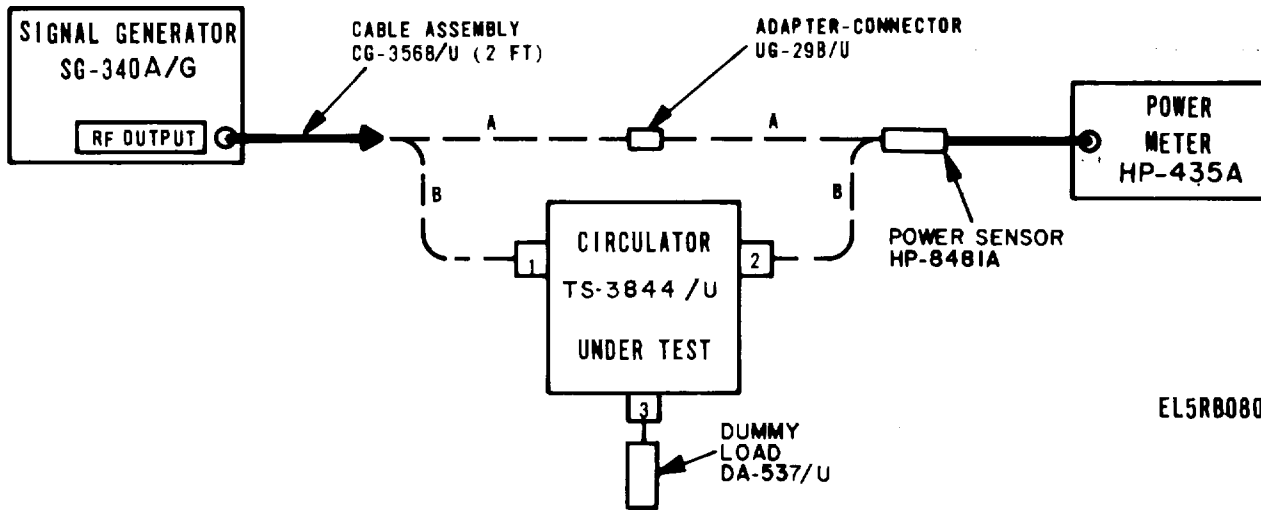 SIGNAL GENERATOR
SG-340A/G
RF OUTPUT
CABLE ASSEMBLY
CG-3568/U (2 FT)
ADAPTER-CONNECTOR
UG-29B/U
POWER
METER
HP-435A
A
A
B
B
POWER SENSOR
HP-8481A
CIRCULATOR
TS-3844/U
UNDER TEST
1
2
3
DUMMY
LOAD
DA-537/U
EL5RB080